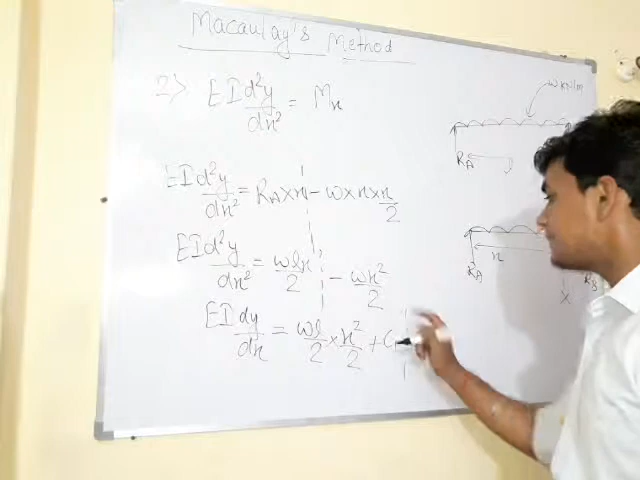 Macaulay's Method
2> EI d²y/dx² = Mx
EI d²y/dx² = RA × x - w × x × x/2
EI d²y/dx² = wlx/2 - wx²/2
EI dy/dx = wl/2 × x²/2 + C
w kN/m
RA
x
RA
RB
X